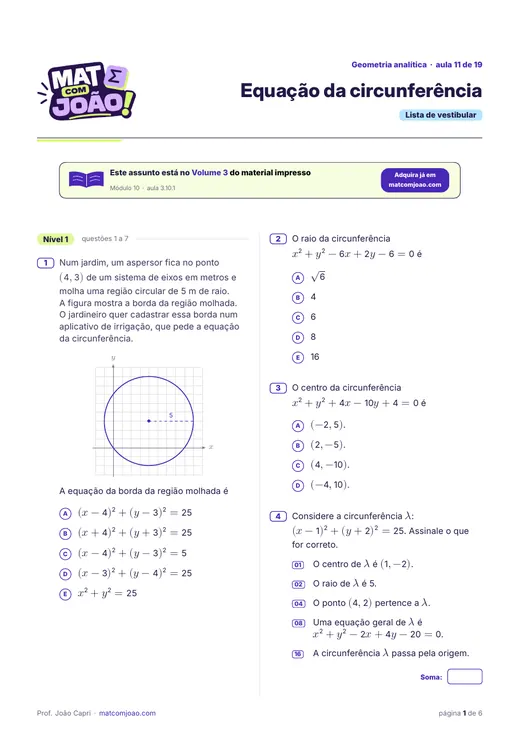 MAT
COM
JOÃO!
Σ
Geometria analítica · aula 11 de 19
Equação da circunferência
Lista de vestibular
Este assunto está no Volume 3 do material impresso
Módulo 10 · aula 3.10.1
Adquira já em
matcomjoao.com
Nível 1 questões 1 a 7
1 Num jardim, um aspersor fica no ponto
(4, 3) de um sistema de eixos em metros e
molha uma região circular de 5 m de raio.
A figura mostra a borda da região molhada.
O jardineiro quer cadastrar essa borda num
aplicativo de irrigação, que pede a equação
da circunferência.
y
5
x
A equação da borda da região molhada é
A (x − 4)² + (y − 3)² = 25
B (x + 4)² + (y + 3)² = 25
C (x − 4)² + (y − 3)² = 5
D (x − 3)² + (y − 4)² = 25
E x² + y² = 25
2 O raio da circunferência
x² + y² − 6x + 2y − 6 = 0 é
A √6
B 4
C 6
D 8
E 16
3 O centro da circunferência
x² + y² + 4x − 10y + 4 = 0 é
A (−2, 5).
B (2, −5).
C (4, −10).
D (−4, 10).
4 Considere a circunferência λ:
(x − 1)² + (y + 2)² = 25. Assinale o que
for correto.
01 O centro de λ é (1, −2).
02 O raio de λ é 5.
04 O ponto (4, 2) pertence a λ.
08 Uma equação geral de λ é
x² + y² − 2x + 4y − 20 = 0.
16 A circunferência λ passa pela origem.
Soma:
Prof. João Capri · matcomjoao.com
página 1 de 6